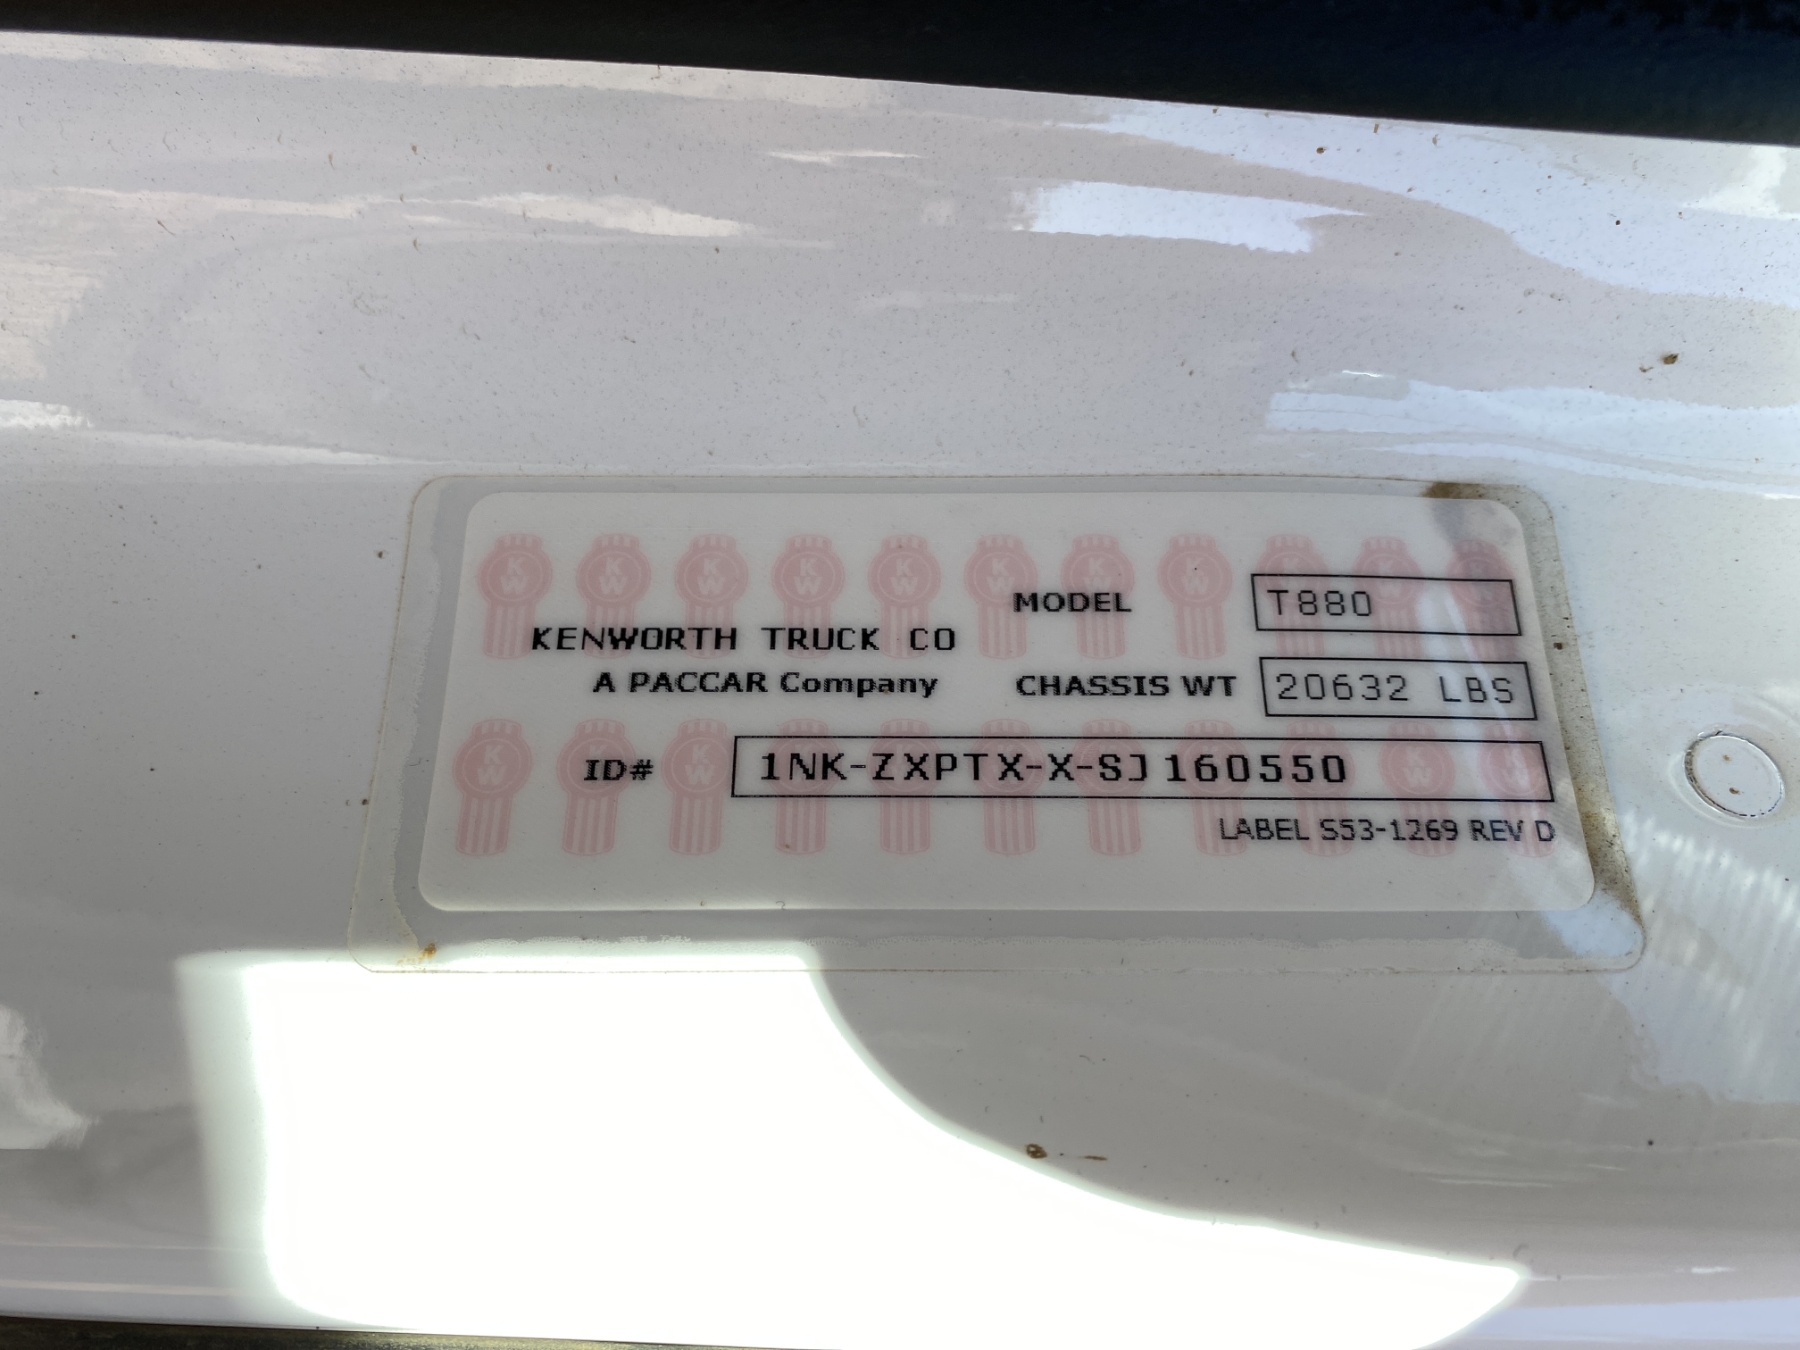 MODEL T880
KENWORTH TRUCK CO
A PACCAR Company
CHASSIS WT 20632 LBS
ID# 1NK-ZXPTX-X-SJ160550
LABEL S53-1269 REV D